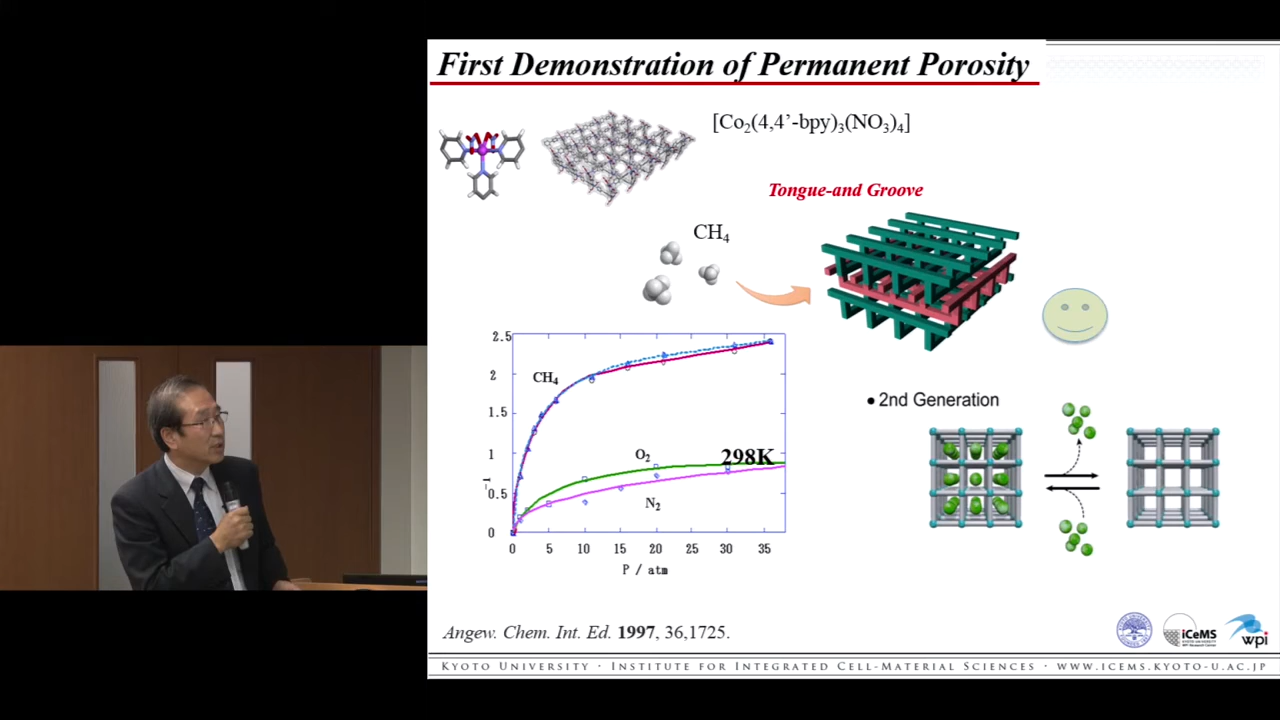 First Demonstration of Permanent Porosity
[Co2(4,4’-bpy)3(NO3)4]
Tongue-and Groove
CH4
2.5
2
1.5
1
0.5
0
-1
CH4
O2
298K
N2
0 5 10 15 20 25 30 35
P / atm
• 2nd Generation
Angew. Chem. Int. Ed. 1997, 36,1725.
iCeMS
wpi
KYOTO UNIVERSITY · INSTITUTE FOR INTEGRATED CELL-MATERIAL SCIENCES · WWW.ICEMS.KYOTO-U.AC.JP